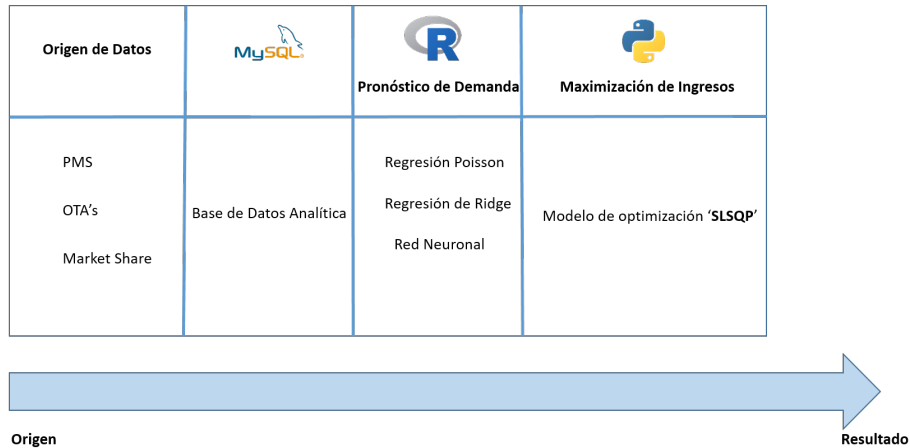 Origen de Datos
MySQL
R
Pronóstico de Demanda
Maximización de Ingresos
PMS
OTA's
Market Share
Base de Datos Analítica
Regresión Poisson
Regresión de Ridge
Red Neuronal
Modelo de optimización ‘SLSQP’
Origen
Resultado